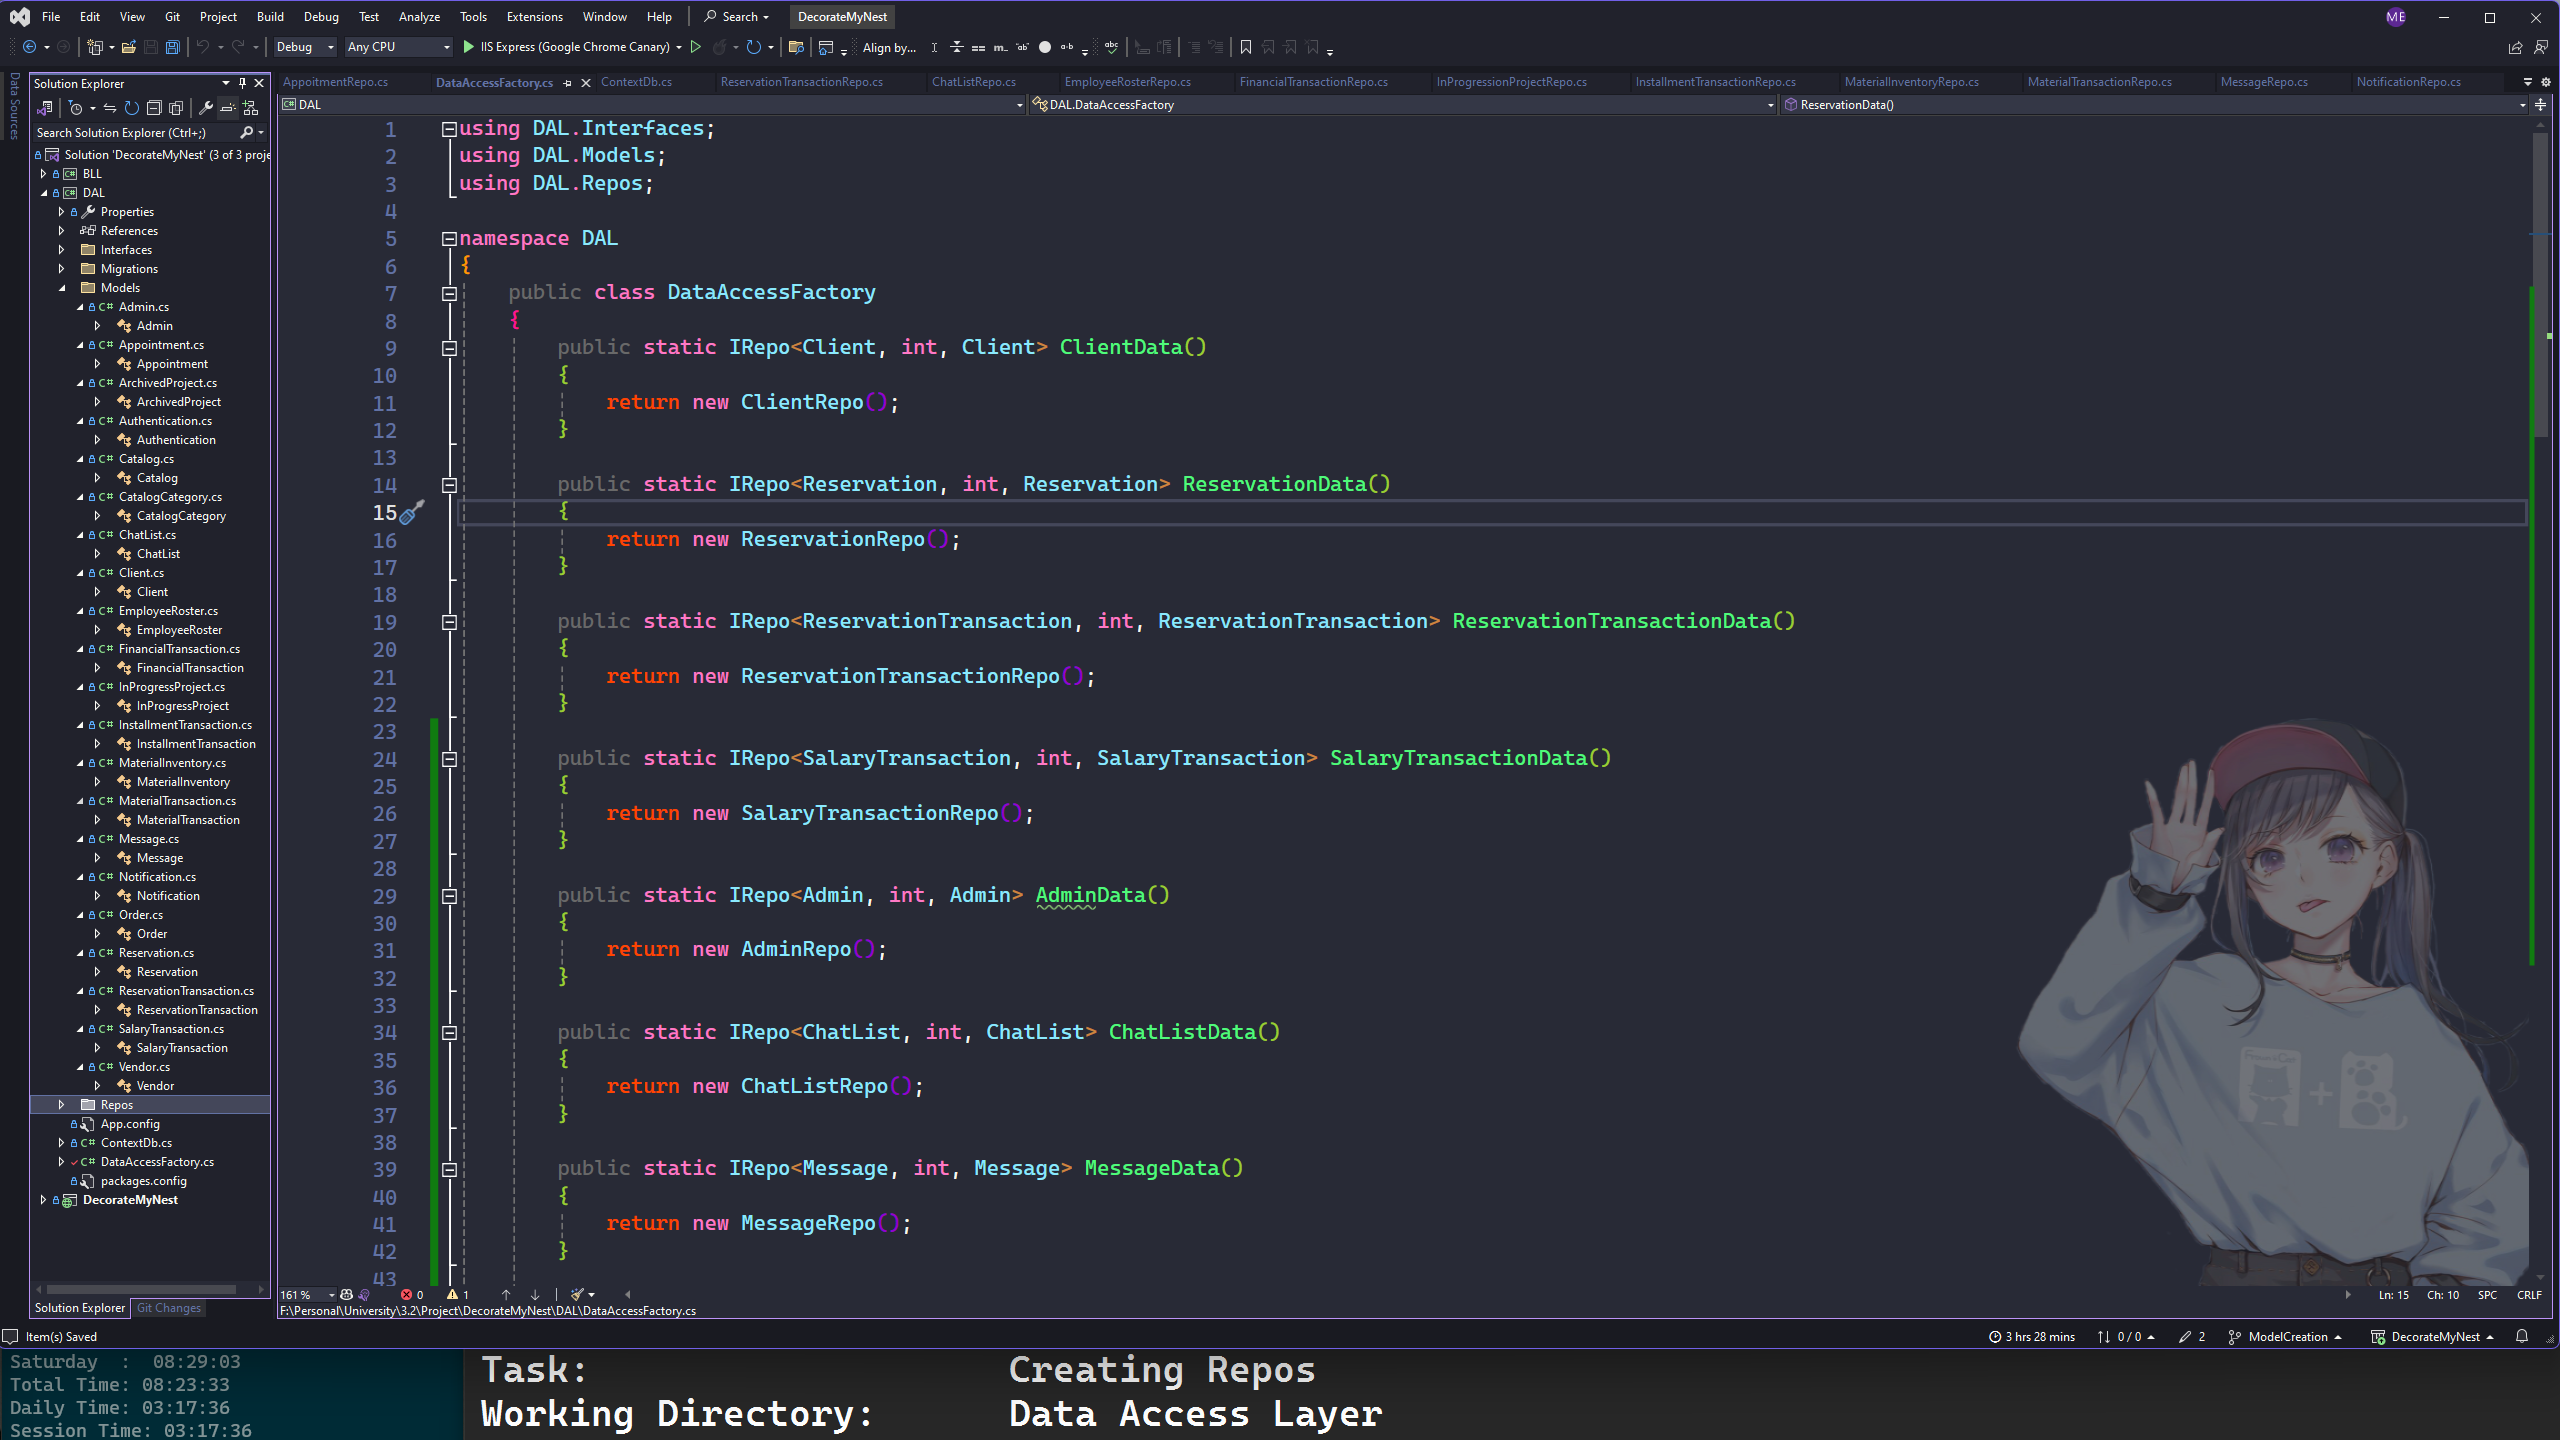 File Edit View Git Project Build Debug Test Analyze Tools Extensions Window Help Search DecorateMyNest ME
Debug Any CPU IIS Express (Google Chrome Canary) Align by...
Data Sources
Solution Explorer
Search Solution Explorer (Ctrl+;)
Solution 'DecorateMyNest' (3 of 3 proje
BLL
DAL
Properties
References
Interfaces
Migrations
Models
C# Admin.cs
Admin
C# Appointment.cs
Appointment
C# ArchivedProject.cs
ArchivedProject
C# Authentication.cs
Authentication
C# Catalog.cs
Catalog
C# CatalogCategory.cs
CatalogCategory
C# ChatList.cs
ChatList
C# Client.cs
Client
C# EmployeeRoster.cs
EmployeeRoster
C# FinancialTransaction.cs
FinancialTransaction
C# InProgressProject.cs
InProgressProject
C# InstallmentTransaction.cs
InstallmentTransaction
C# MaterialInventory.cs
MaterialInventory
C# MaterialTransaction.cs
MaterialTransaction
C# Message.cs
Message
C# Notification.cs
Notification
C# Order.cs
Order
C# Reservation.cs
Reservation
C# ReservationTransaction.cs
ReservationTransaction
C# SalaryTransaction.cs
SalaryTransaction
C# Vendor.cs
Vendor
Repos
App.config
C# ContextDb.cs
C# DataAccessFactory.cs
packages.config
DecorateMyNest
Solution Explorer Git Changes
AppoitmentRepo.cs DataAccessFactory.cs ContextDb.cs ReservationTransactionRepo.cs ChatListRepo.cs EmployeeRosterRepo.cs FinancialTransactionRepo.cs InProgressionProjectRepo.cs InstallmentTransactionRepo.cs MaterialInventoryRepo.cs MaterialTransactionRepo.cs MessageRepo.cs NotificationRepo.cs
DAL DAL.DataAccessFactory ReservationData()
1 using DAL.Interfaces;
2 using DAL.Models;
3 using DAL.Repos;
4
5 namespace DAL
6 {
7 public class DataAccessFactory
8 {
9 public static IRepo<Client, int, Client> ClientData()
10 {
11 return new ClientRepo();
12 }
13
14 public static IRepo<Reservation, int, Reservation> ReservationData()
15 {
16 return new ReservationRepo();
17 }
18
19 public static IRepo<ReservationTransaction, int, ReservationTransaction> ReservationTransactionData()
20 {
21 return new ReservationTransactionRepo();
22 }
23
24 public static IRepo<SalaryTransaction, int, SalaryTransaction> SalaryTransactionData()
25 {
26 return new SalaryTransactionRepo();
27 }
28
29 public static IRepo<Admin, int, Admin> AdminData()
30 {
31 return new AdminRepo();
32 }
33
34 public static IRepo<ChatList, int, ChatList> ChatListData()
35 {
36 return new ChatListRepo();
37 }
38
39 public static IRepo<Message, int, Message> MessageData()
40 {
41 return new MessageRepo();
42 }
43
161 % 0 1 Ln: 15 Ch: 10 SPC CRLF
F:\Personal\University\3.2\Project\DecorateMyNest\DAL\DataAccessFactory.cs
Item(s) Saved 3 hrs 28 mins 0 / 0 2 ModelCreation DecorateMyNest
Saturday : 08:29:03
Total Time: 08:23:33
Daily Time: 03:17:36
Session Time: 03:17:36
Task: Creating Repos
Working Directory: Data Access Layer